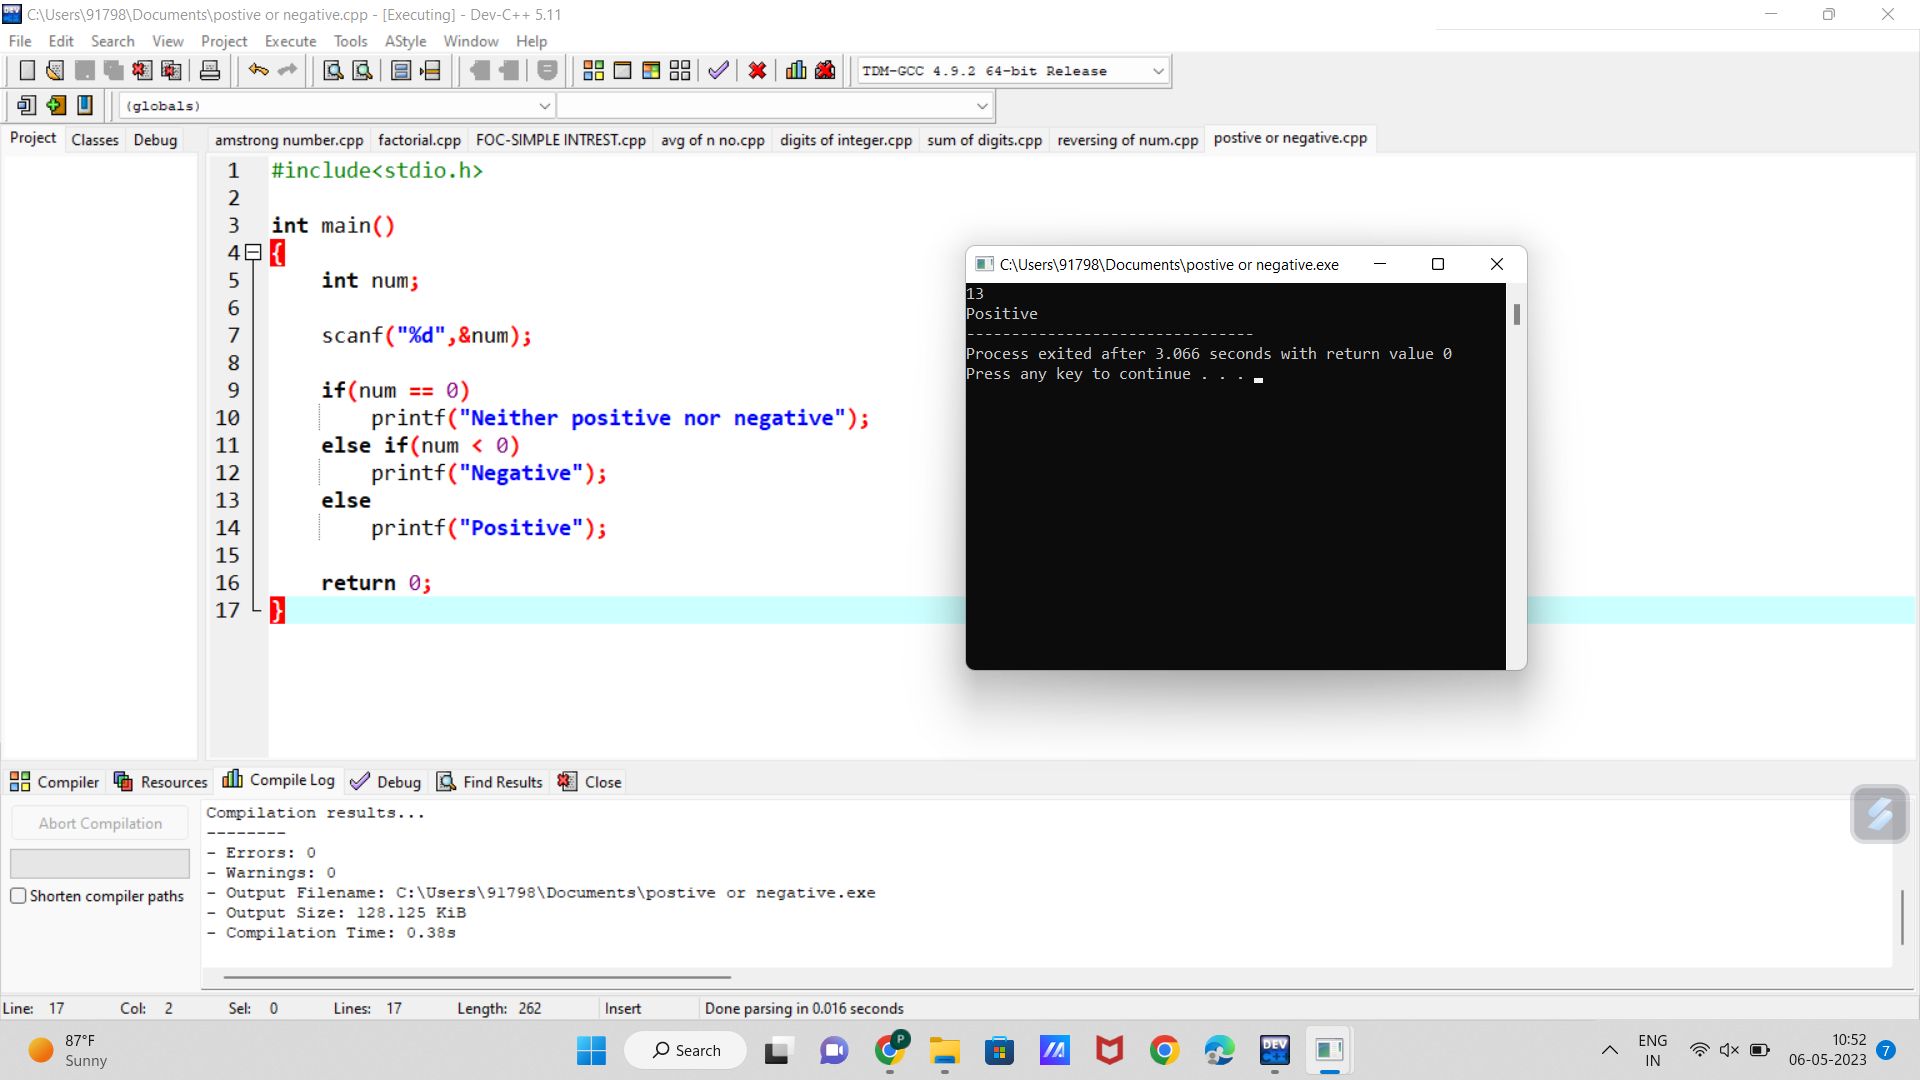 C:\Users\91798\Documents\postive or negative.cpp - [Executing] - Dev-C++ 5.11
File Edit Search View Project Execute Tools AStyle Window Help
TDM-GCC 4.9.2 64-bit Release
(globals)
Project Classes Debug
amstrong number.cpp factorial.cpp FOC-SIMPLE INTREST.cpp avg of n no.cpp digits of integer.cpp sum of digits.cpp reversing of num.cpp postive or negative.cpp
1 #include<stdio.h>
2
3 int main()
4 {
5 int num;
6
7 scanf("%d",&num);
8
9 if(num == 0)
10 printf("Neither positive nor negative");
11 else if(num < 0)
12 printf("Negative");
13 else
14 printf("Positive");
15
16 return 0;
17 }
C:\Users\91798\Documents\postive or negative.exe
13
Positive
--------------------------------
Process exited after 3.066 seconds with return value 0
Press any key to continue . . .
Compiler Resources Compile Log Debug Find Results Close
Abort Compilation
Shorten compiler paths
Compilation results...
--------
- Errors: 0
- Warnings: 0
- Output Filename: C:\Users\91798\Documents\postive or negative.exe
- Output Size: 128.125 KiB
- Compilation Time: 0.38s
Line: 17 Col: 2 Sel: 0 Lines: 17 Length: 262 Insert Done parsing in 0.016 seconds
87°F
Sunny
Search
P
DEV
C++
ENG
IN
10:52
06-05-2023
7